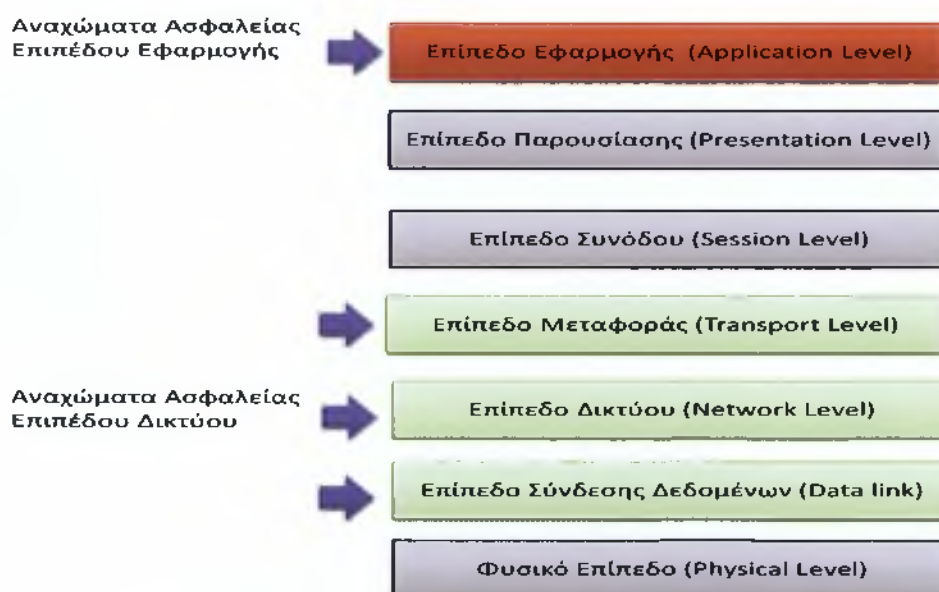 Αναχώματα Ασφαλείας
Επιπέδου Εφαρμογής
Επίπεδο Εφαρμογής (Application Level)
Επίπεδο Παρουσίασης (Presentation Level)
Επίπεδο Συνόδου (Session Level)
Επίπεδο Μεταφοράς (Transport Level)
Αναχώματα Ασφαλείας
Επιπέδου Δικτύου
Επίπεδο Δικτύου (Network Level)
Επίπεδο Σύνδεσης Δεδομένων (Data link)
Φυσικό Επίπεδο (Physical Level)